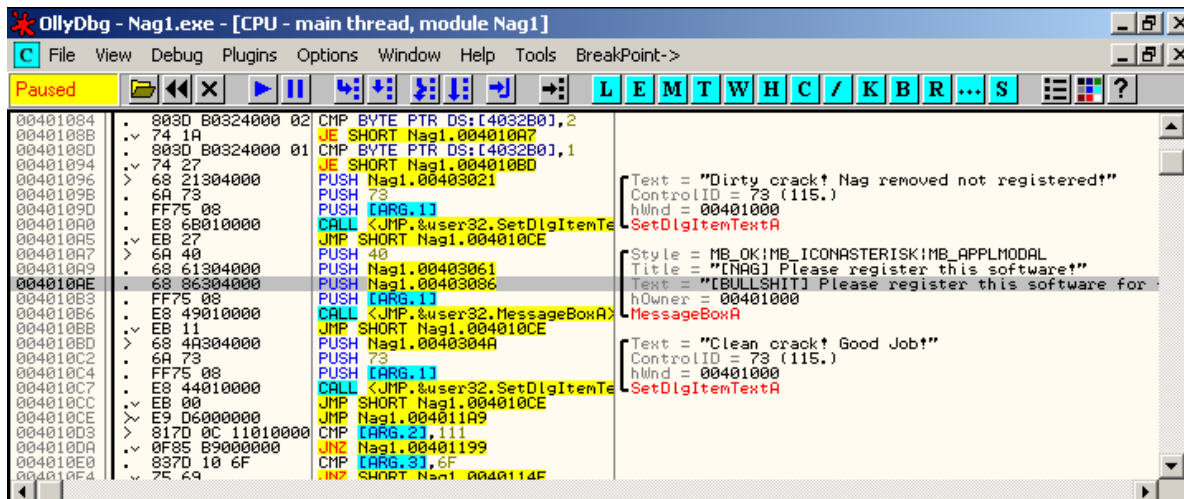 OllyDbg - Nag1.exe - [CPU - main thread, module Nag1]
C File View Debug Plugins Options Window Help Tools BreakPoint->
Paused L E M T W H C / K B R ... S ?
00401084 . 803D B0324000 02 CMP BYTE PTR DS:[4032B0],2
0040108B .v 74 1A JE SHORT Nag1.004010A7
0040108D . 803D B0324000 01 CMP BYTE PTR DS:[4032B0],1
00401094 .v 74 27 JE SHORT Nag1.004010BD
00401096 > 68 21304000 PUSH Nag1.00403021 Text = "Dirty crack! Nag removed not registered!"
0040109B . 6A 73 PUSH 73 ControlID = 73 (115.)
0040109D . FF75 08 PUSH [ARG.1] hWnd = 00401000
004010A0 . E8 6B010000 CALL <JMP.&user32.SetDlgItemTe SetDlgItemTextA
004010A5 .v EB 27 JMP SHORT Nag1.004010CE
004010A7 > 6A 40 PUSH 40 Style = MB_OK|MB_ICONASTERISK|MB_APPLMODAL
004010A9 . 68 61304000 PUSH Nag1.00403061 Title = "[NAG] Please register this software!"
004010AE . 68 86304000 PUSH Nag1.00403086 Text = "[BULLSHIT] Please register this software for
004010B3 . FF75 08 PUSH [ARG.1] hOwner = 00401000
004010B6 . E8 49010000 CALL <JMP.&user32.MessageBoxA> MessageBoxA
004010BB .v EB 11 JMP SHORT Nag1.004010CE
004010BD > 68 4A304000 PUSH Nag1.0040304A Text = "Clean crack! Good Job!"
004010C2 . 6A 73 PUSH 73 ControlID = 73 (115.)
004010C4 . FF75 08 PUSH [ARG.1] hWnd = 00401000
004010C7 . E8 44010000 CALL <JMP.&user32.SetDlgItemTe SetDlgItemTextA
004010CC .v EB 00 JMP SHORT Nag1.004010CE
004010CE >v E9 D6000000 JMP Nag1.004011A9
004010D3 > 817D 0C 11010000 CMP [ARG.2],111
004010DA .v 0F85 B9000000 JNZ Nag1.00401199
004010E0 . 837D 10 6F CMP [ARG.3],6F
004010E4 .v 75 69 JNZ SHORT Nag1.0040114F